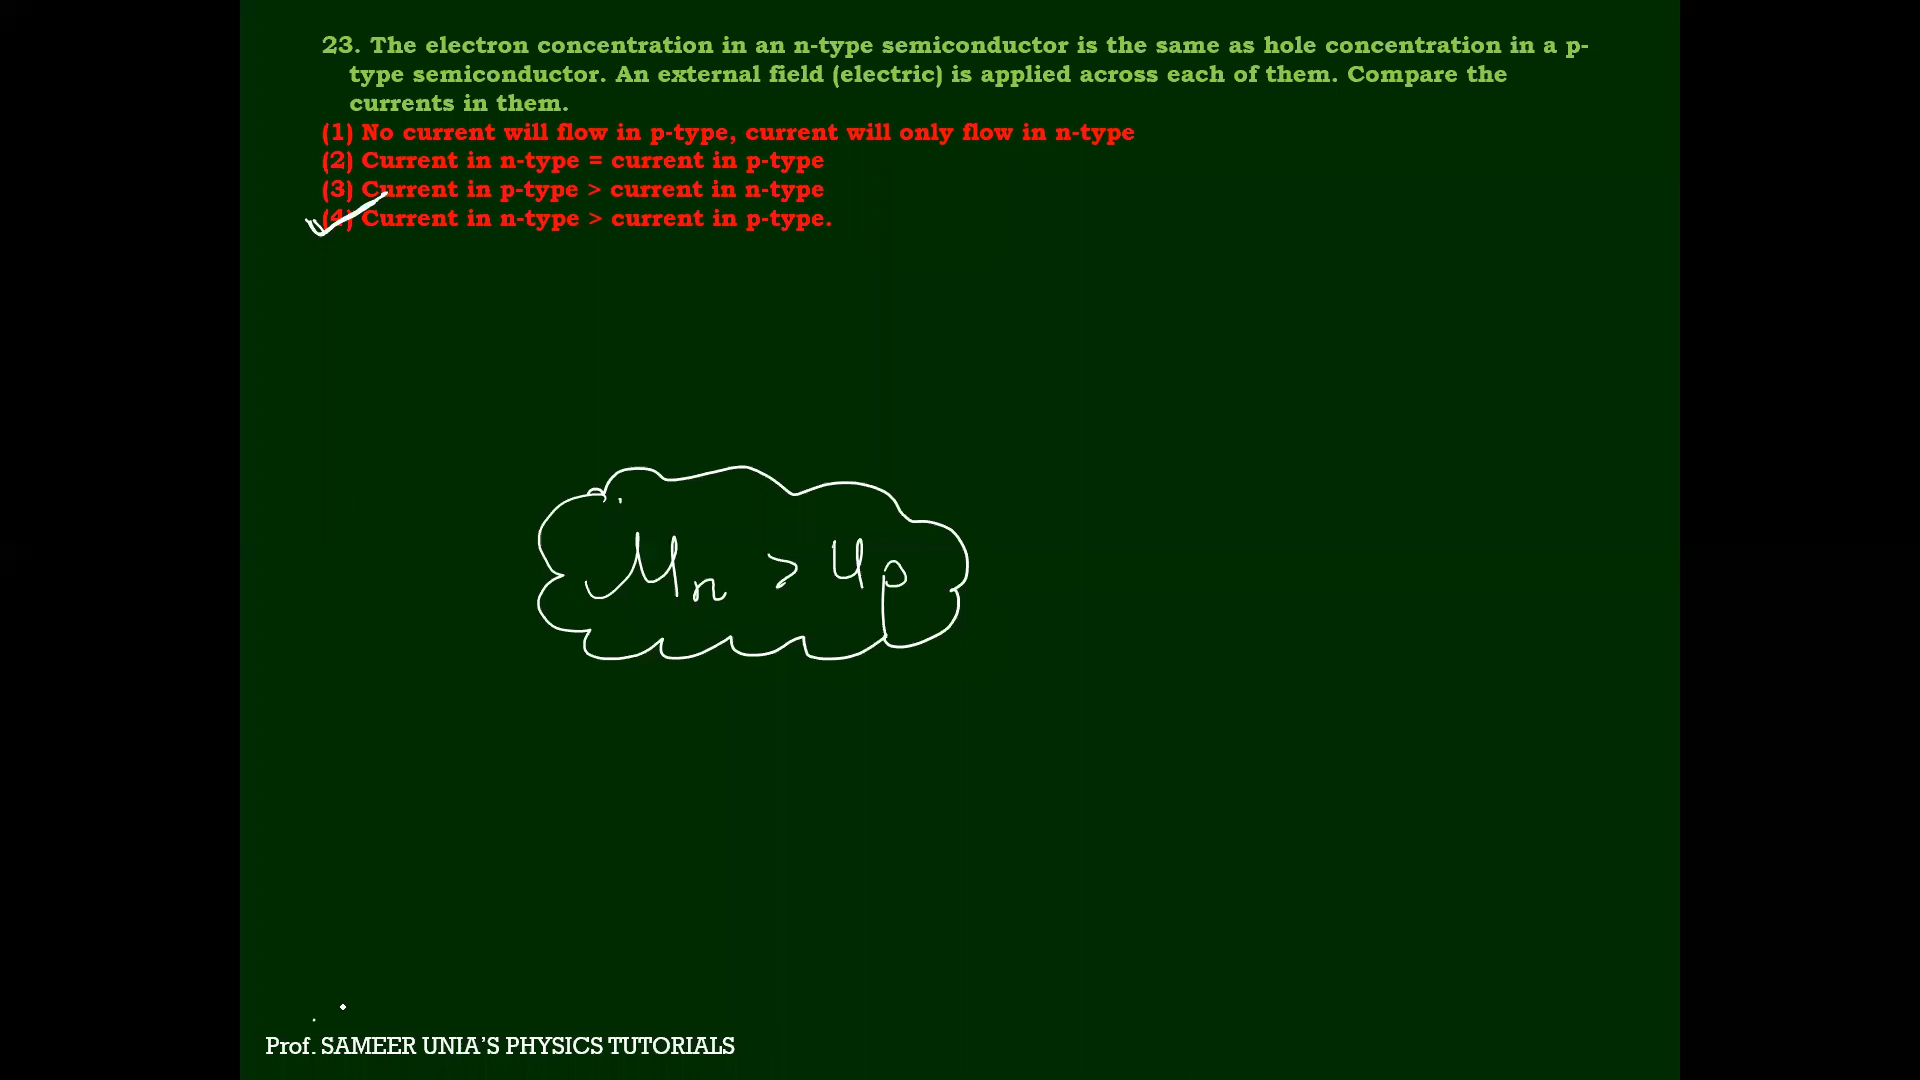 23. The electron concentration in an n-type semiconductor is the same as hole concentration in a p-
type semiconductor. An external field (electric) is applied across each of them. Compare the
currents in them.
(1) No current will flow in p-type, current will only flow in n-type
(2) Current in n-type = current in p-type
(3) Current in p-type > current in n-type
(4) Current in n-type > current in p-type.
μn > μp
Prof. SAMEER UNIA'S PHYSICS TUTORIALS